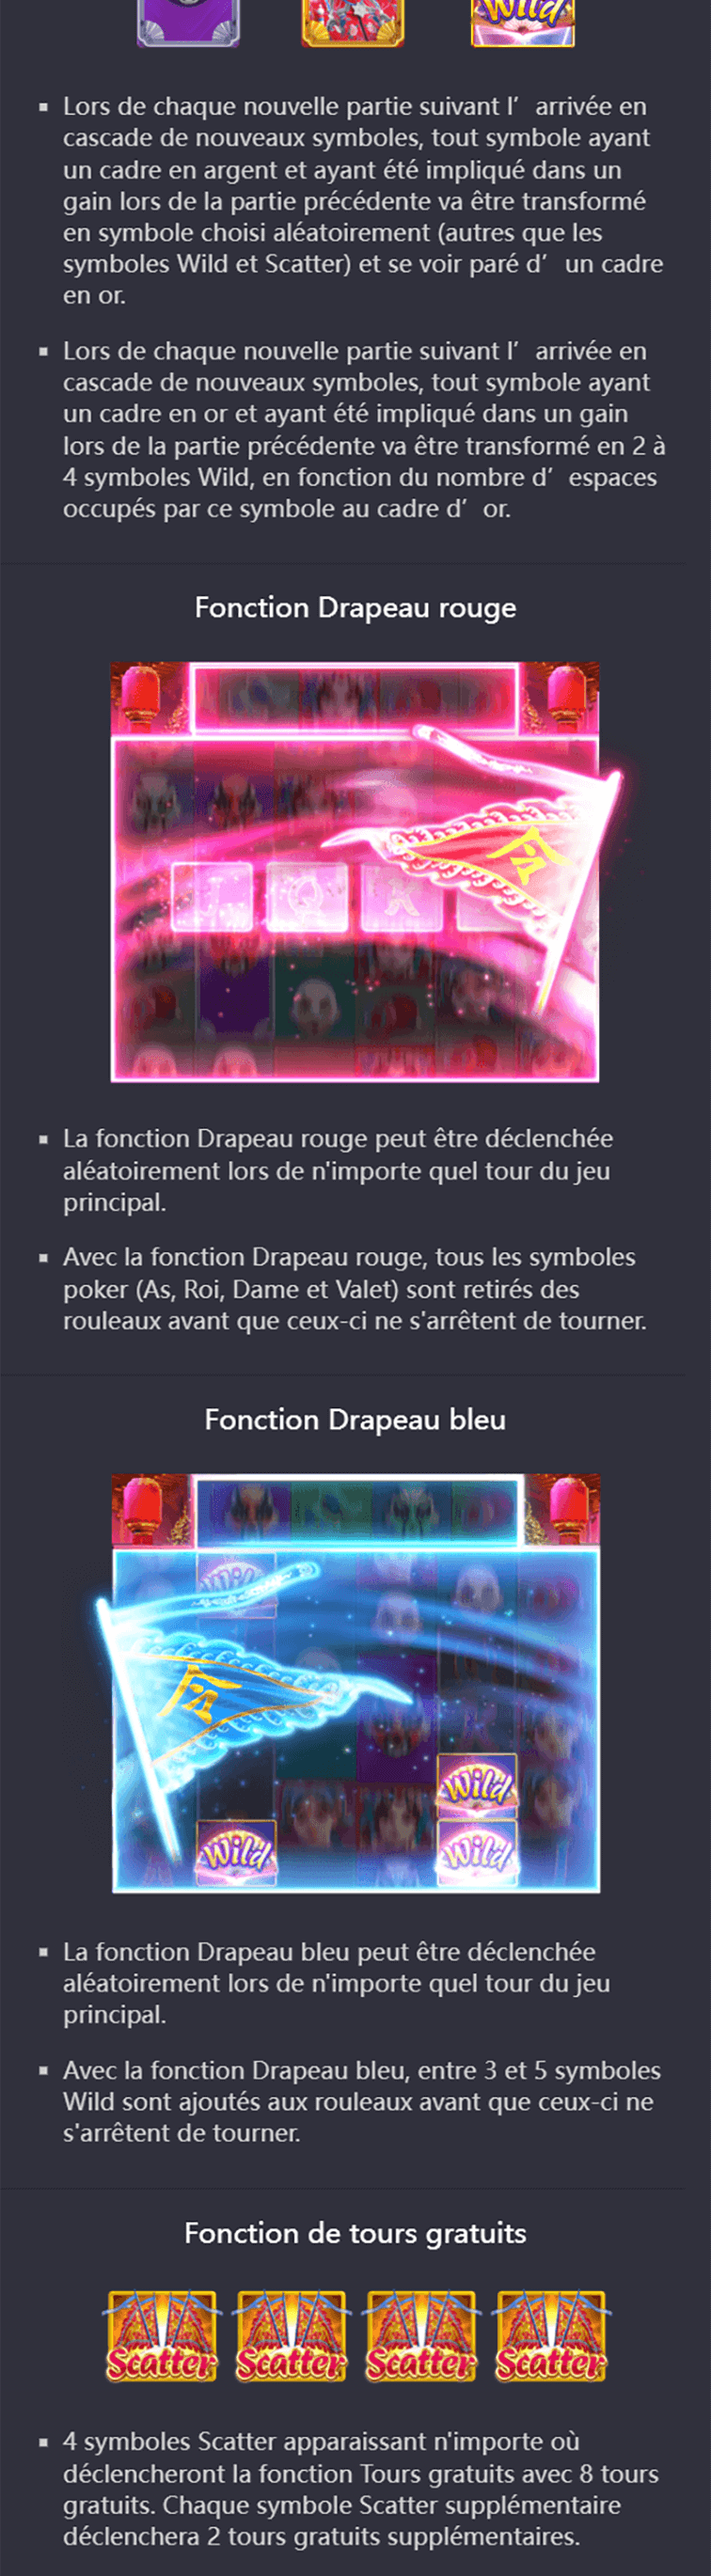 Wild
Lors de chaque nouvelle partie suivant l’ arrivée en
cascade de nouveaux symboles, tout symbole ayant
un cadre en argent et ayant été impliqué dans un
gain lors de la partie précédente va être transformé
en symbole choisi aléatoirement (autres que les
symboles Wild et Scatter) et se voir paré d’ un cadre
en or.
Lors de chaque nouvelle partie suivant l’ arrivée en
cascade de nouveaux symboles, tout symbole ayant
un cadre en or et ayant été impliqué dans un gain
lors de la partie précédente va être transformé en 2 à
4 symboles Wild, en fonction du nombre d’ espaces
occupés par ce symbole au cadre d’ or.
Fonction Drapeau rouge
令
J Q K
La fonction Drapeau rouge peut être déclenchée
aléatoirement lors de n'importe quel tour du jeu
principal.
Avec la fonction Drapeau rouge, tous les symboles
poker (As, Roi, Dame et Valet) sont retirés des
rouleaux avant que ceux-ci ne s'arrêtent de tourner.
Fonction Drapeau bleu
Wild
令
Wild
Wild Wild
La fonction Drapeau bleu peut être déclenchée
aléatoirement lors de n'importe quel tour du jeu
principal.
Avec la fonction Drapeau bleu, entre 3 et 5 symboles
Wild sont ajoutés aux rouleaux avant que ceux-ci ne
s'arrêtent de tourner.
Fonction de tours gratuits
Scatter Scatter Scatter Scatter
4 symboles Scatter apparaissant n'importe où
déclencheront la fonction Tours gratuits avec 8 tours
gratuits. Chaque symbole Scatter supplémentaire
déclenchera 2 tours gratuits supplémentaires.